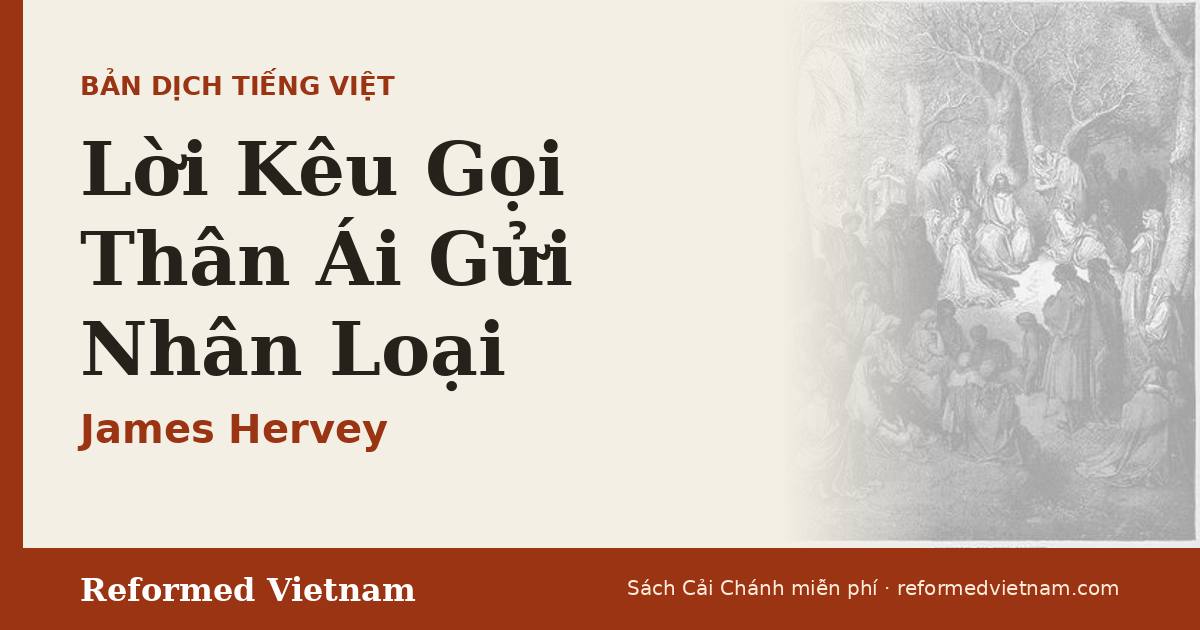 BẢN DỊCH TIẾNG VIỆT
Lời Kêu Gọi
Thân Ái Gửi
Nhân Loại
James Hervey
Reformed Vietnam
Sách Cải Chánh miễn phí · reformedvietnam.com